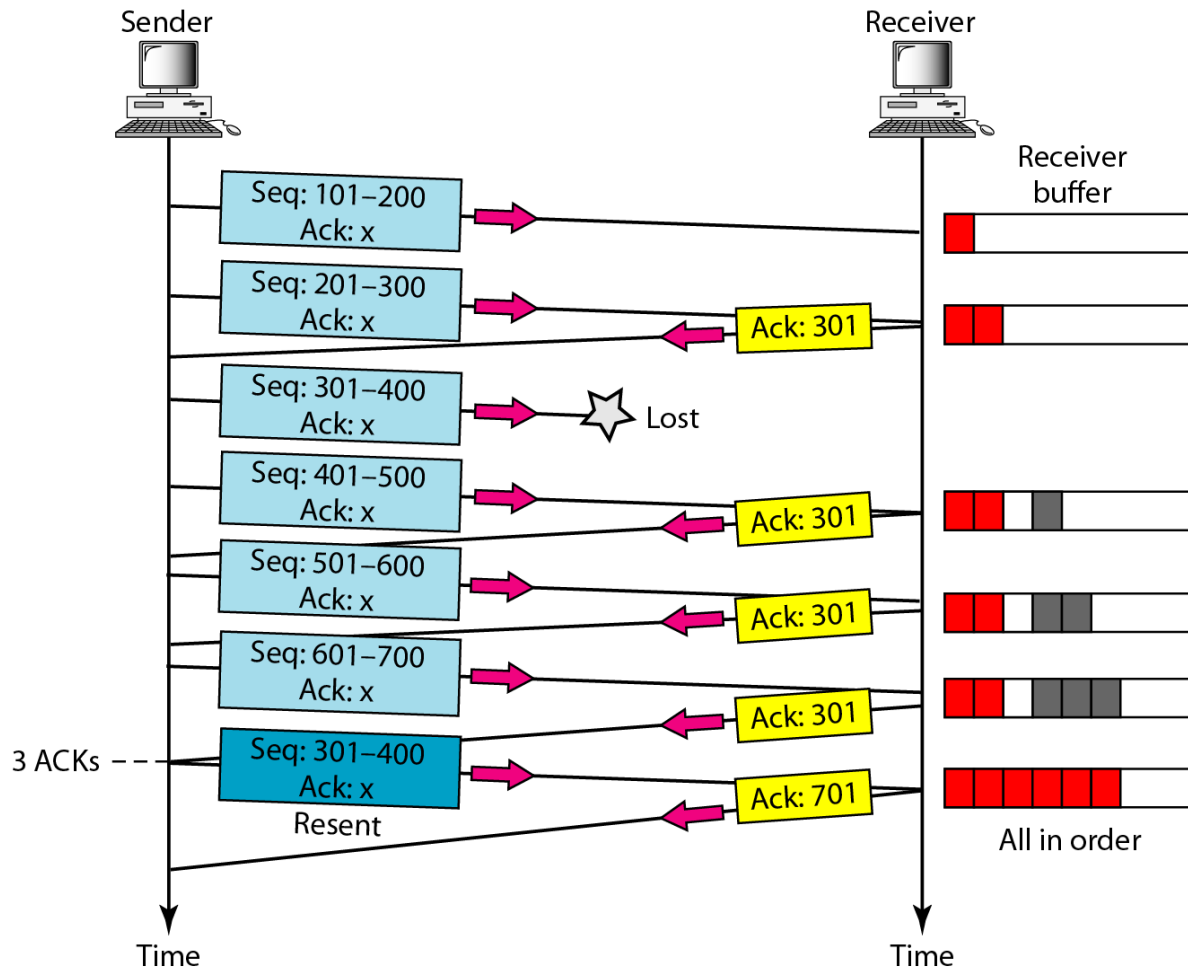 Sender
Receiver
Receiver
buffer
Seq: 101–200
Ack: x
Seq: 201–300
Ack: x
Ack: 301
Seq: 301–400
Ack: x
Lost
Seq: 401–500
Ack: x
Ack: 301
Seq: 501–600
Ack: x
Ack: 301
Seq: 601–700
Ack: x
Ack: 301
3 ACKs
Seq: 301–400
Ack: x
Resent
Ack: 701
All in order
Time
Time